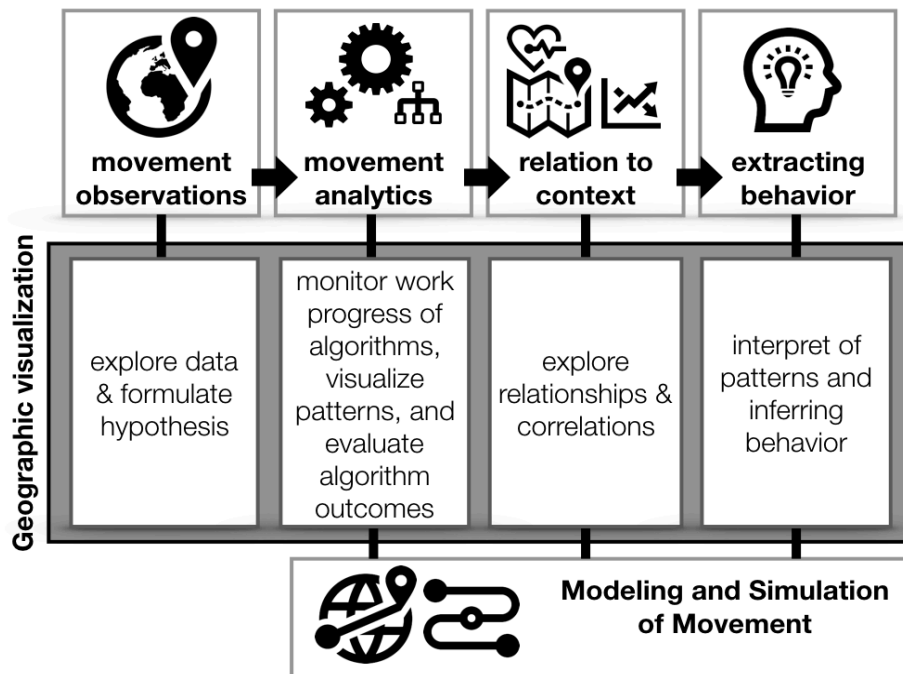 movement
observations
movement
analytics
relation to
context
extracting
behavior
Geographic visualization
explore data
& formulate
hypothesis
monitor work
progress of
algorithms,
visualize
patterns, and
evaluate
algorithm
outcomes
explore
relationships &
correlations
interpret of
patterns and
inferring
behavior
Modeling and Simulation
of Movement